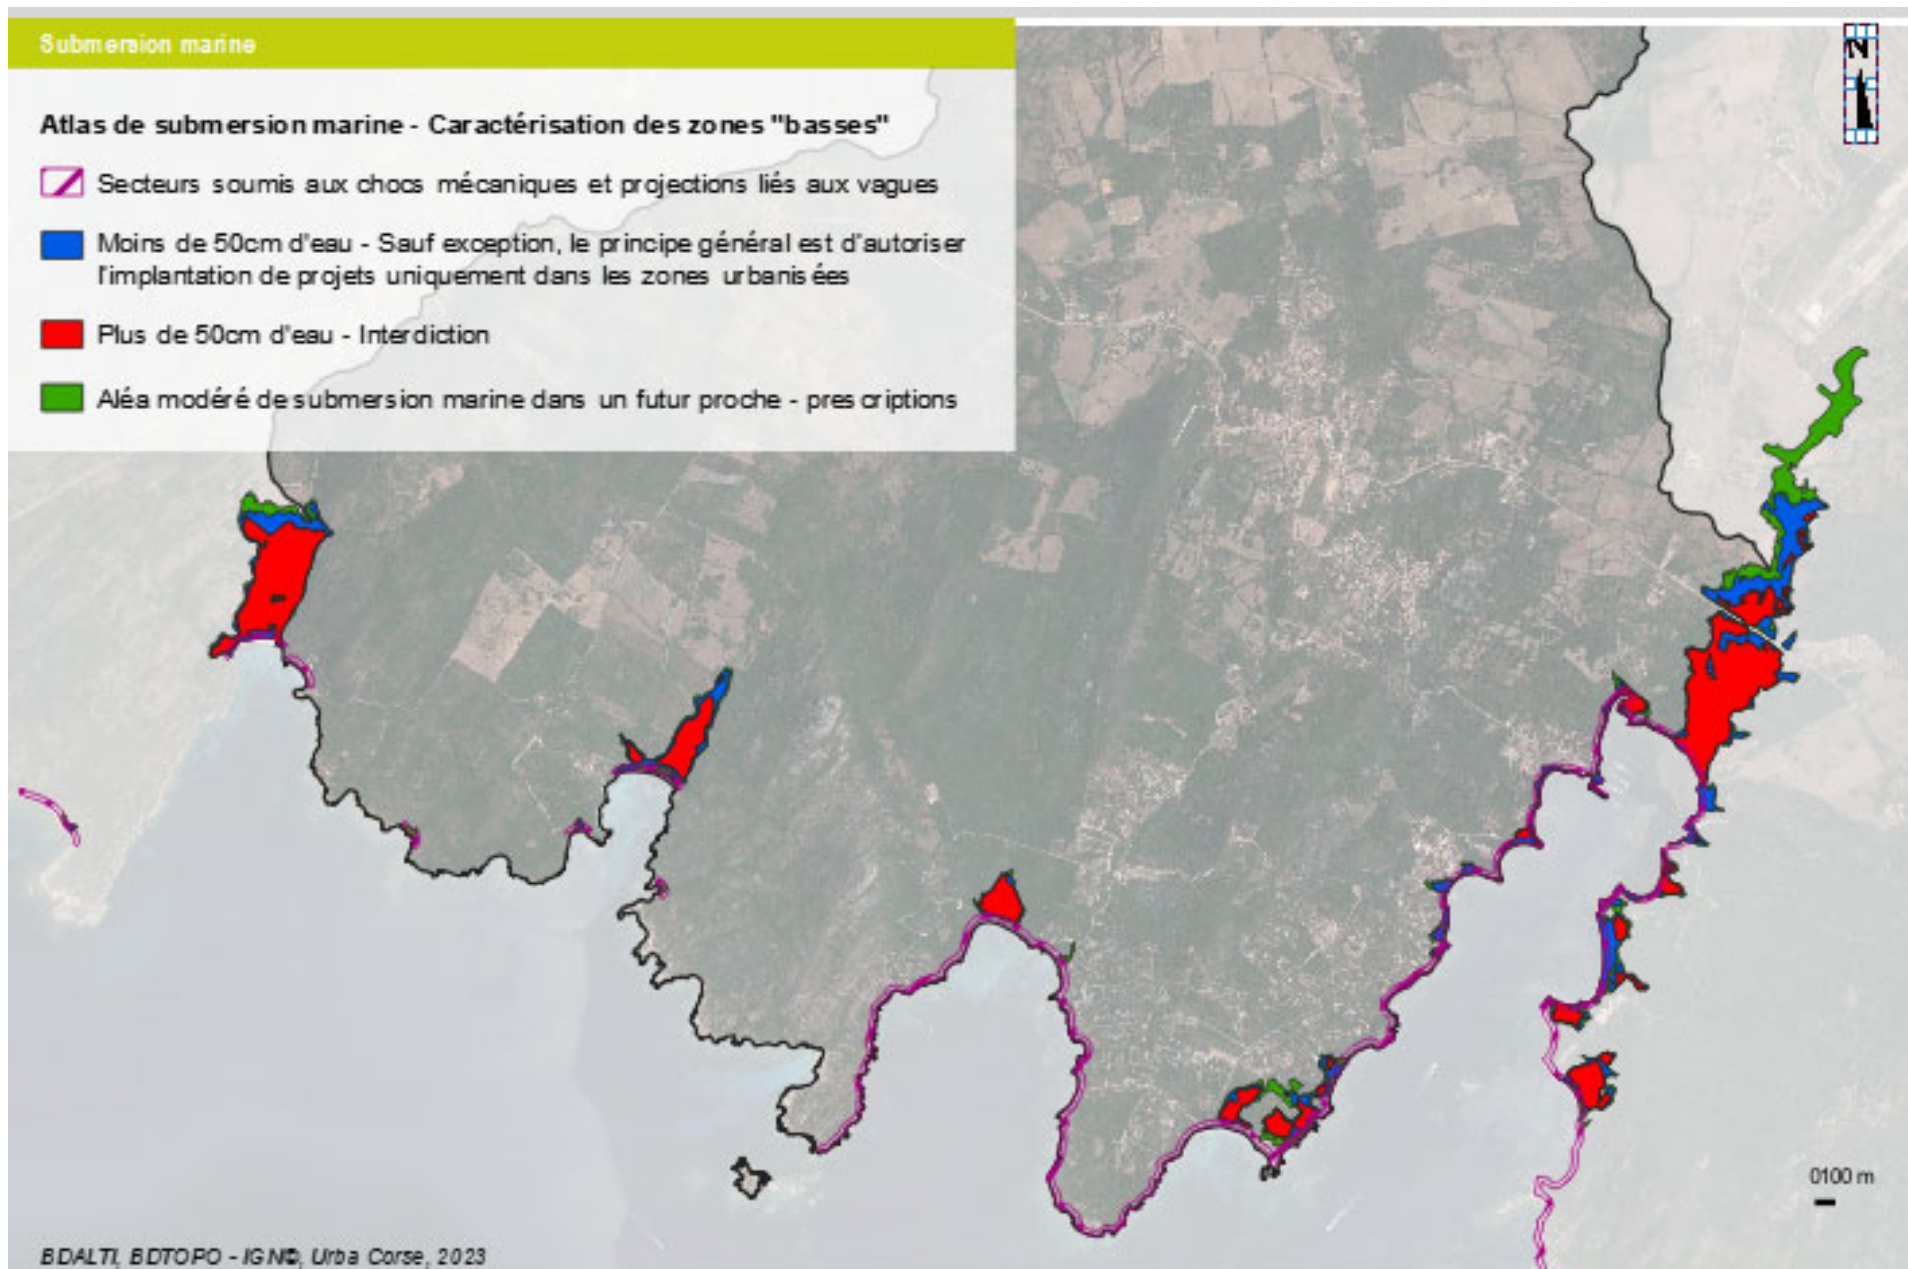 Submersion marine
N
Atlas de submersion marine - Caractérisation des zones "basses"
Secteurs soumis aux chocs mécaniques et projections liés aux vagues
Moins de 50cm d'eau - Sauf exception, le principe général est d'autoriser
l'implantation de projets uniquement dans les zones urbanisées
Plus de 50cm d'eau - Interdiction
Aléa modéré de submersion marine dans un futur proche - prescriptions
0100 m
BDALTI, BDTOPO - IGN©, Urba Corse, 2023